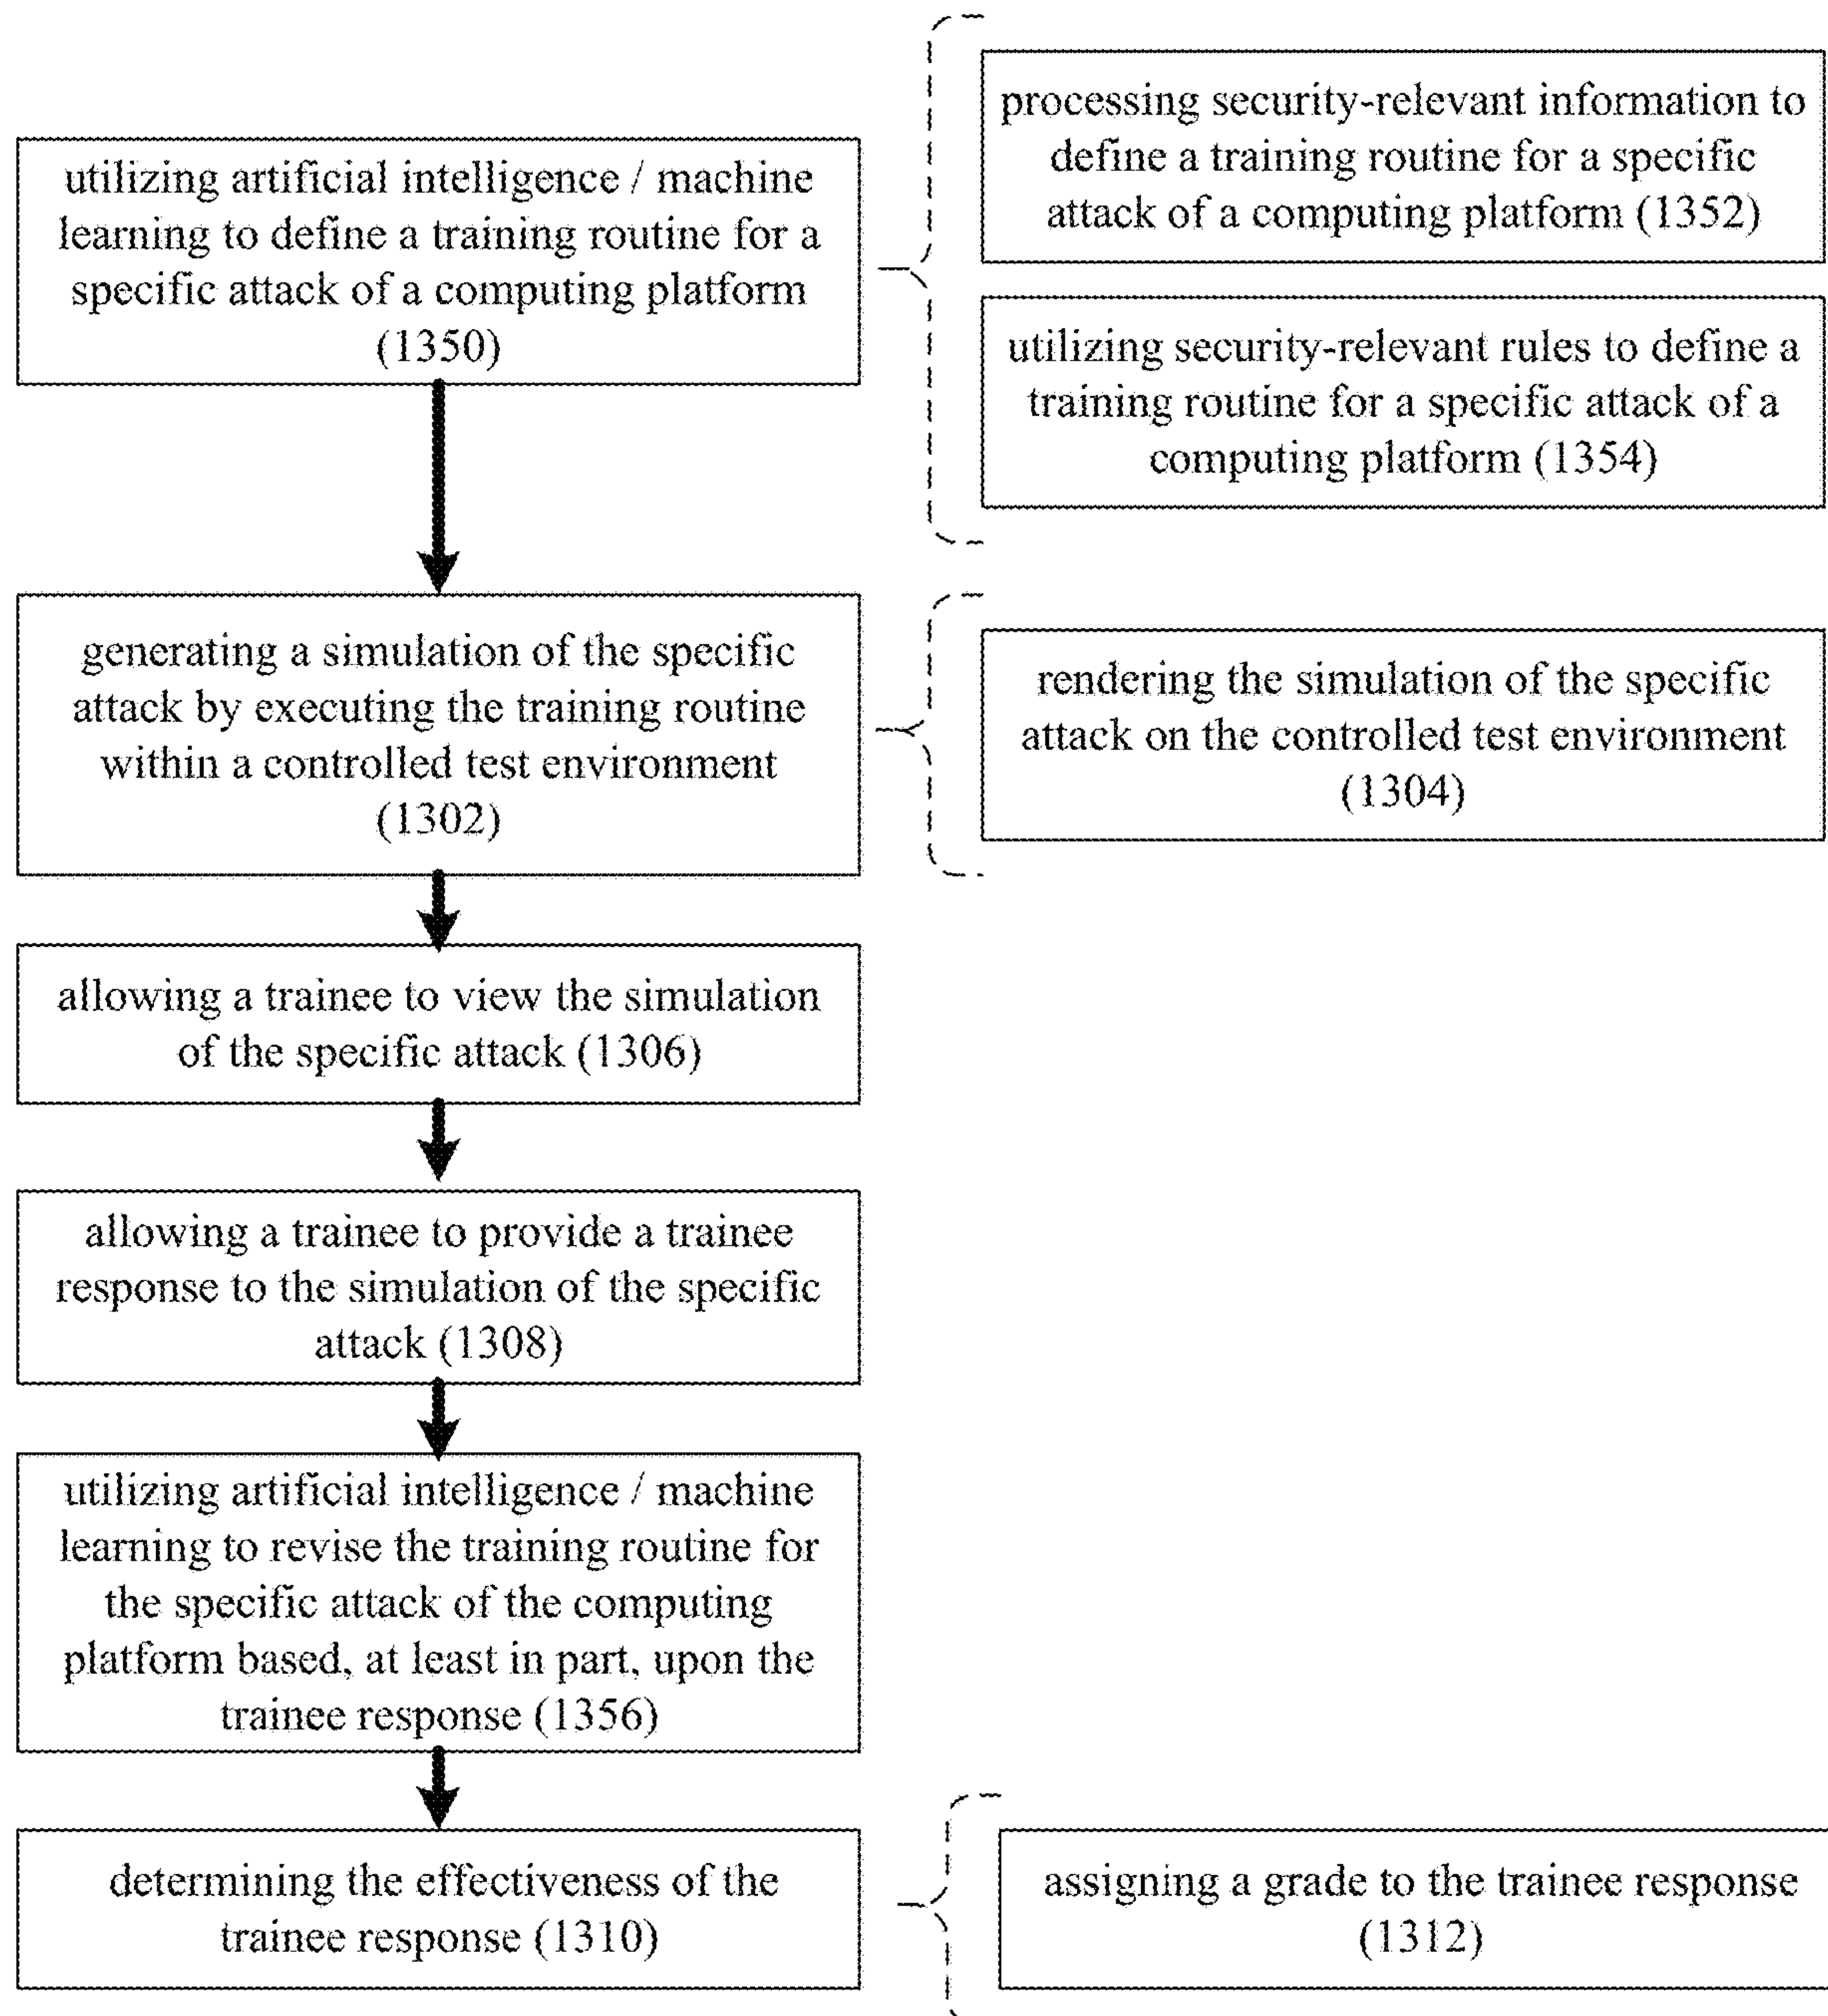 utilizing artificial intelligence / machine
learning to define a training routine for a
specific attack of a computing platform
(1350)
processing security-relevant information to
define a training routine for a specific
attack of a computing platform (1352)
utilizing security-relevant rules to define a
training routine for a specific attack of a
computing platform (1354)
generating a simulation of the specific
attack by executing the training routine
within a controlled test environment
(1302)
rendering the simulation of the specific
attack on the controlled test environment
(1304)
allowing a trainee to view the simulation
of the specific attack (1306)
allowing a trainee to provide a trainee
response to the simulation of the specific
attack (1308)
utilizing artificial intelligence / machine
learning to revise the training routine for
the specific attack of the computing
platform based, at least in part, upon the
trainee response (1356)
determining the effectiveness of the
trainee response (1310)
assigning a grade to the trainee response
(1312)